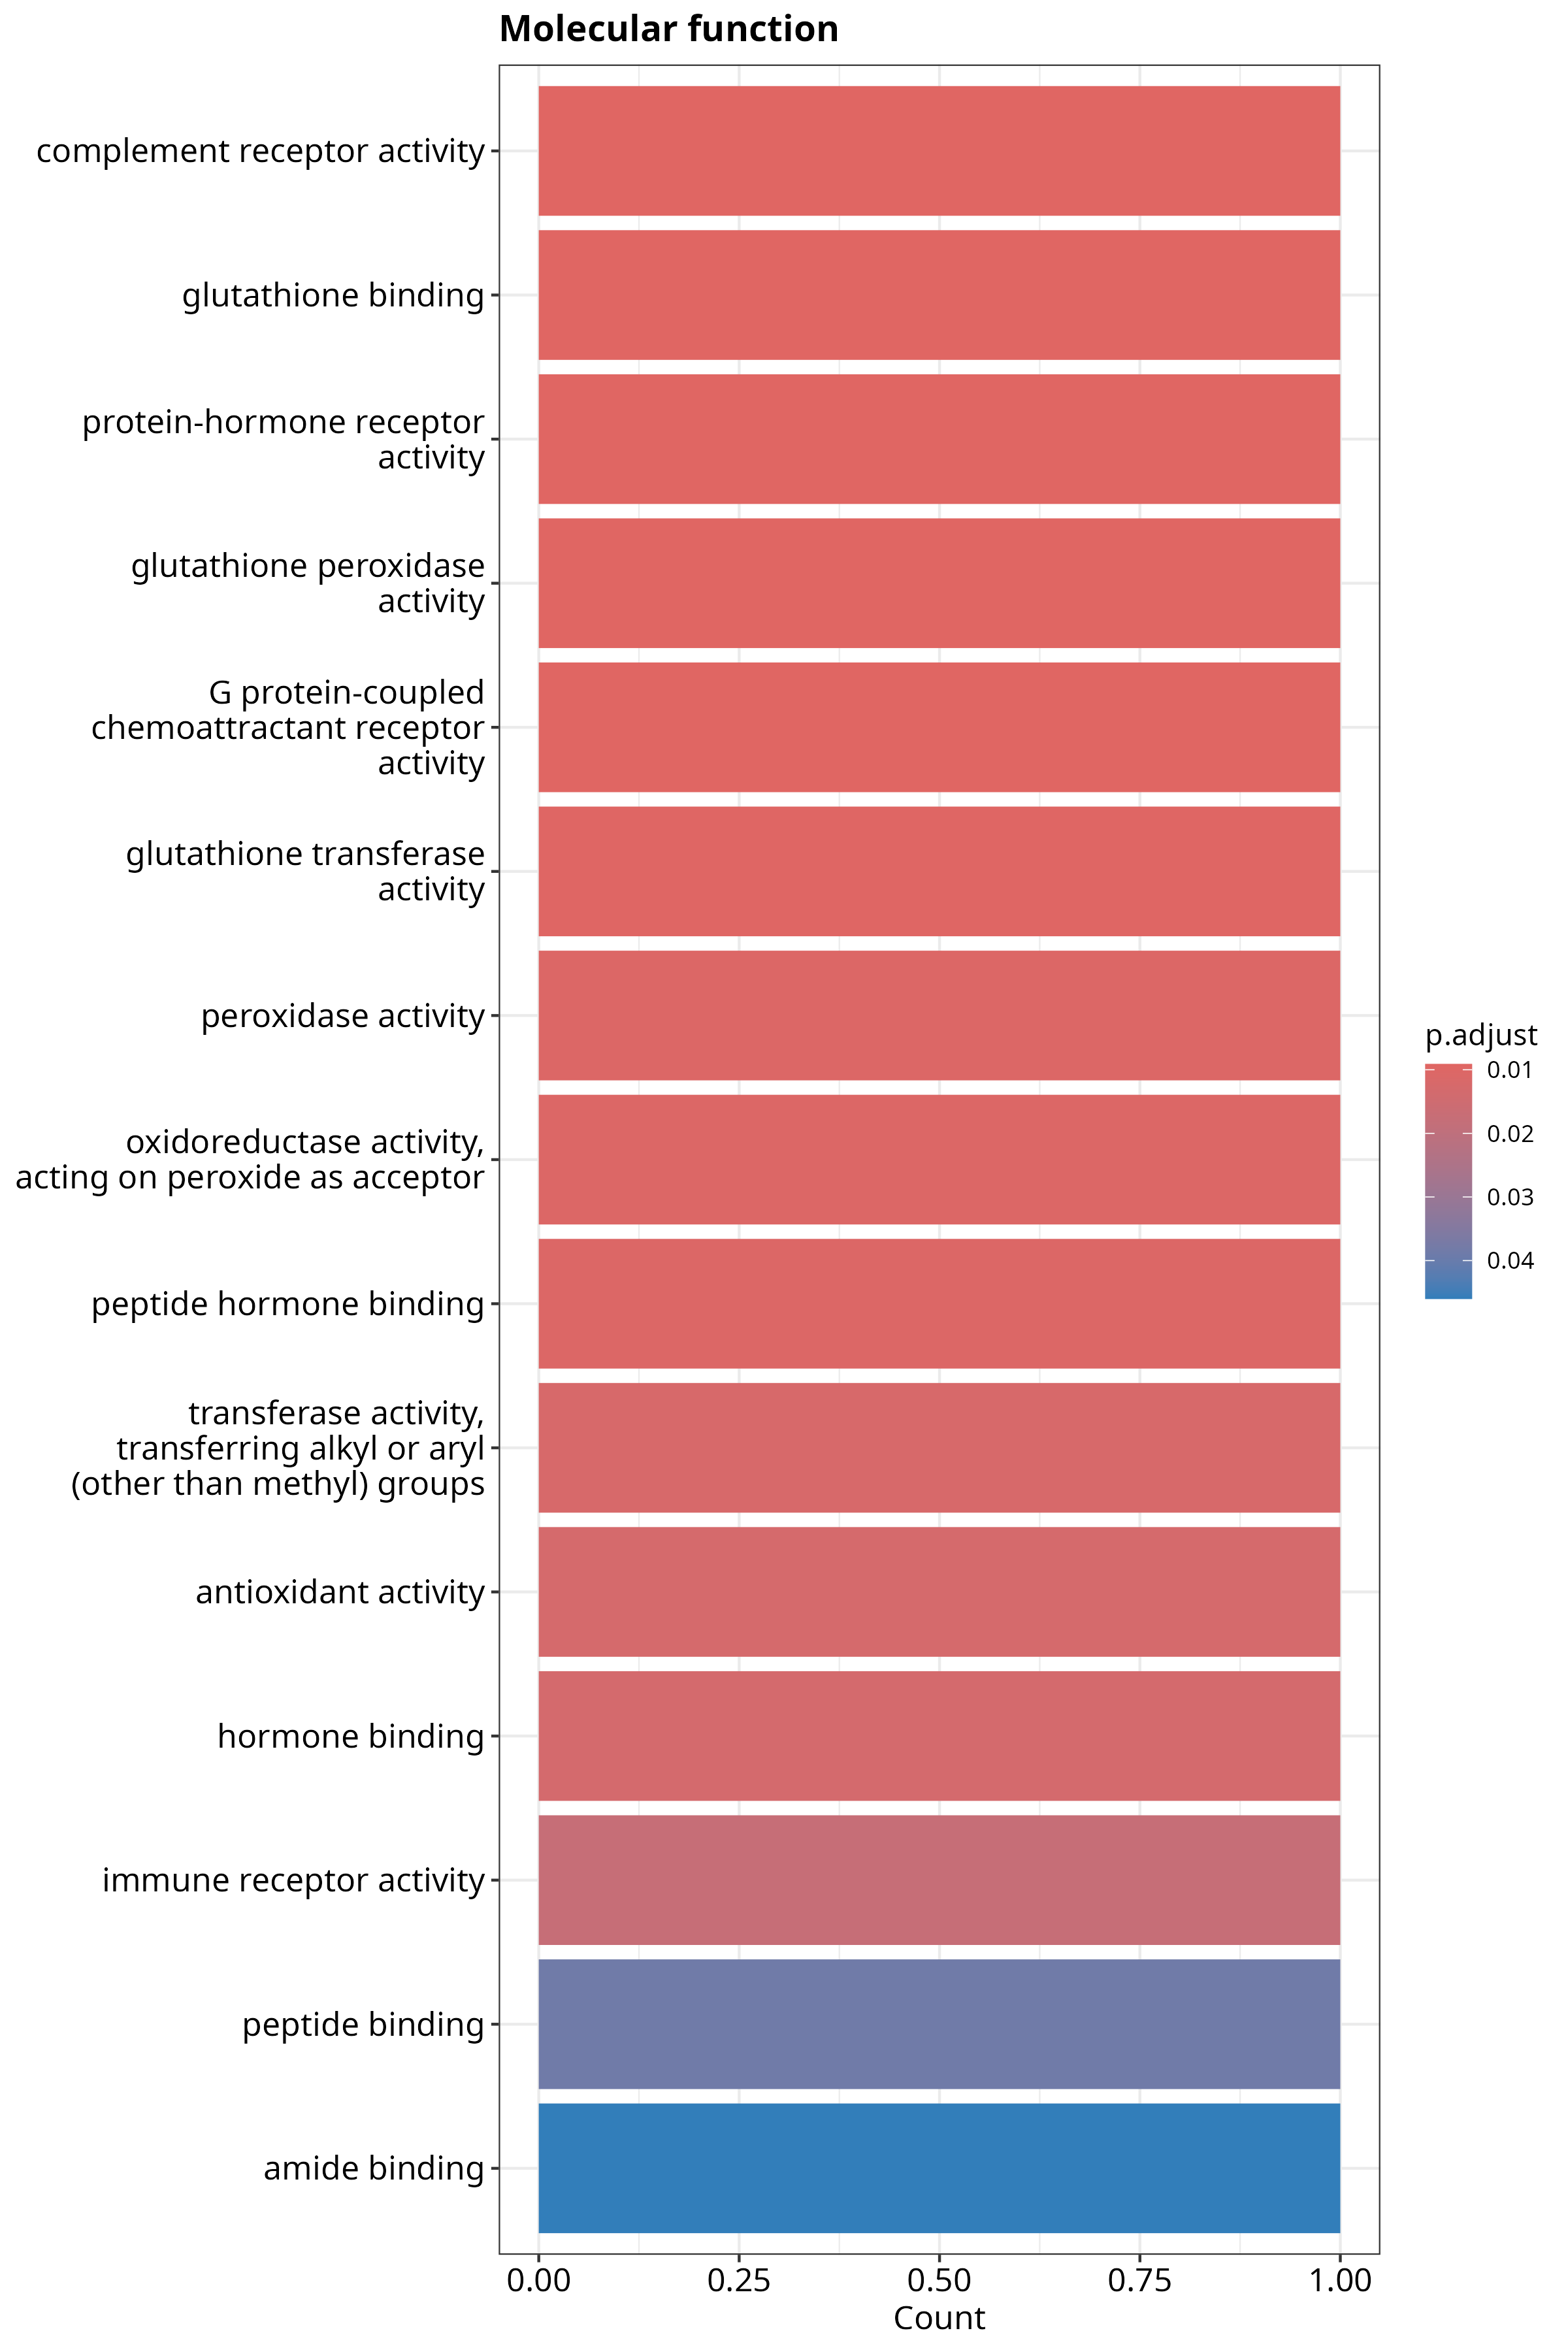 Molecular function
complement receptor activity
glutathione binding
protein-hormone receptor
activity
glutathione peroxidase
activity
G protein-coupled
chemoattractant receptor
activity
glutathione transferase
activity
peroxidase activity
oxidoreductase activity,
acting on peroxide as acceptor
peptide hormone binding
transferase activity,
transferring alkyl or aryl
(other than methyl) groups
antioxidant activity
hormone binding
immune receptor activity
peptide binding
amide binding
0.00 0.25 0.50 0.75 1.00
Count
p.adjust
0.01
0.02
0.03
0.04